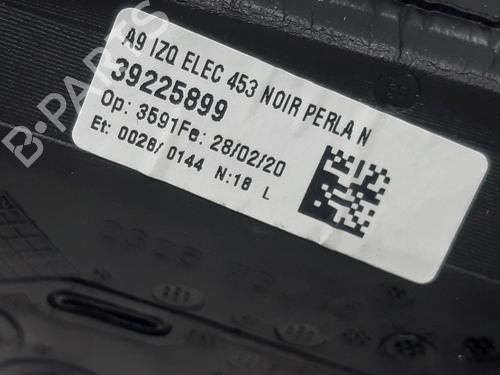 A9 IZQ ELEC 453 NOIR PERLA N
39225899
Op: 3591Fe: 28/02/20
Et: 0028/0144 N:18 L
B-PARTS